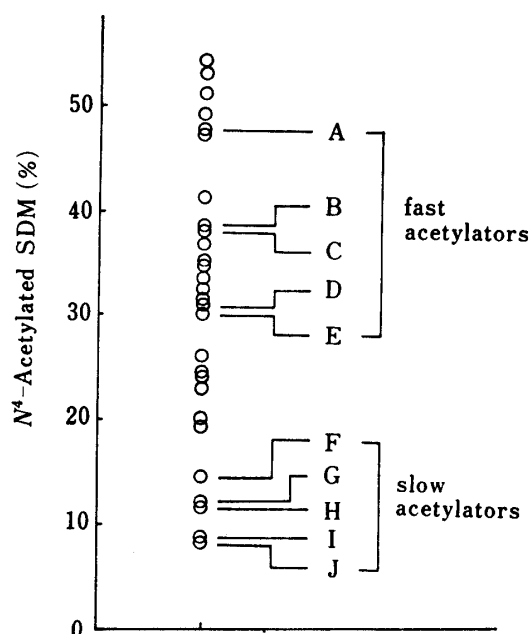 N⁴-Acetylated SDM (%)
50
40
30
20
10
0
A
B
C
D
E
fast
acetylators
F
G
H
I
J
slow
acetylators